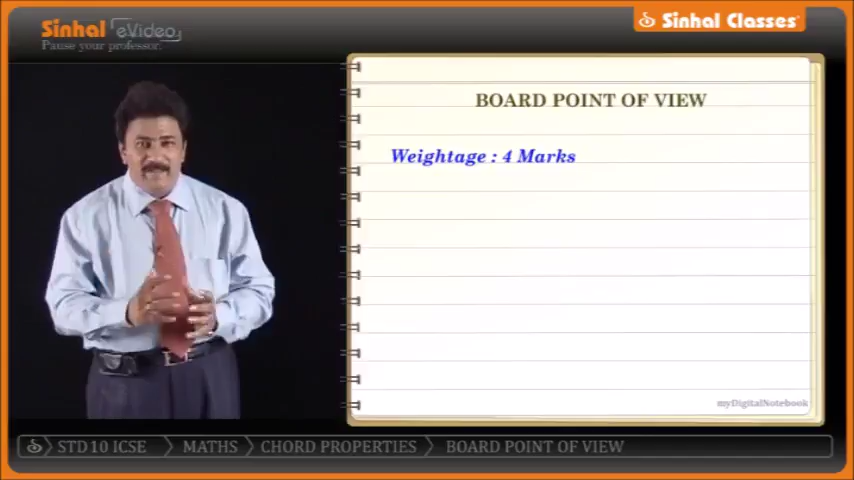 Sinhal eVideo
Pause your professor.
Sinhal Classes
BOARD POINT OF VIEW
Weightage : 4 Marks
myDigitalNotebook
STD 10 ICSE
MATHS
CHORD PROPERTIES
BOARD POINT OF VIEW